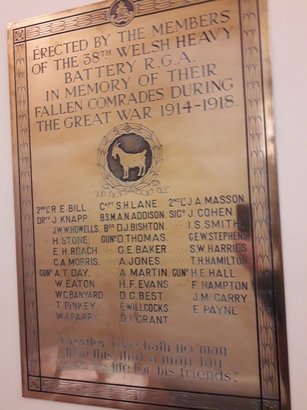 ERECTED BY THE MEMBERS
OF THE 38TH WELSH HEAVY
BATTERY R.G.A.
IN MEMORY OF THEIR
FALLEN COMRADES DURING
THE GREAT WAR 1914-1918.
2ND LT R.E. BILL CAPT S.H. LANE 2ND LT J.A. MASSON
DRVR J. KNAPP. BS.M A.N. ADDISON. SIGR J. COHEN
J.W.W. HOWELLS. BDR D.J. BISHTON I. S. SMITH
H. STONE. GUNR D THOMAS G.E.W STEPHENS
E. H. ROACH G. E. BAKER S.W. HARRIES
C.A. MORRIS A. JONES T.H. HAMILTON
GUNR A.T. DAY. A. MARTIN GUNR H.E. HALL
W. EATON H.F. EVANS F. HAMPTON
W.C. BANYARD D.C. BEST J.M. GARRY
T. PINKEY E. WILLCOCKS E. PAYNE
W.J. PARRY D.I. GRANT
Greater love hath no man
than this that a man lay
down his life for his friends;